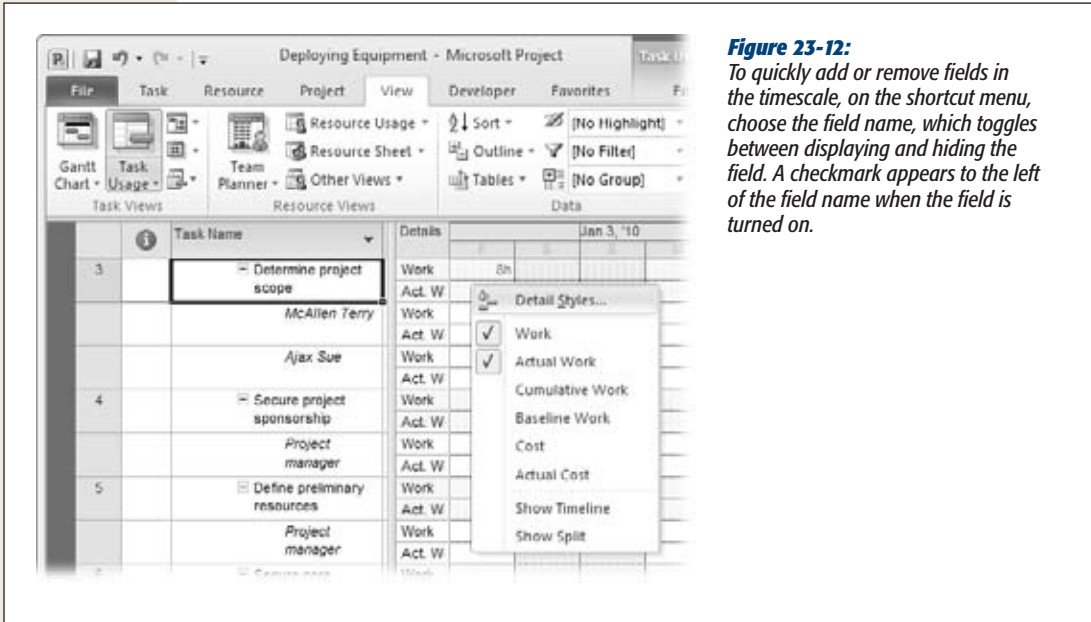 Deploying Equipment - Microsoft Project
File Task Resource Project View Developer Favorites
Gantt Chart
Task Usage
Task Views
Team Planner
Resource Usage
Resource Sheet
Other Views
Resource Views
Sort
Outline
Tables
[No Highlight]
[No Filter]
[No Group]
Data
Task Name
Details
Jan 3, '10
3
Determine project
scope
Work
8h
Act. W
McAllen Terry
Work
Act. W
Ajax Sue
Work
Act. W
4
Secure project
sponsorship
Work
Act. W
Project
manager
Work
Act. W
5
Define preliminary
resources
Work
Act. W
Project
manager
Work
Act. W
Detail Styles...
Work
Actual Work
Cumulative Work
Baseline Work
Cost
Actual Cost
Show Timeline
Show Split
Figure 23-12:
To quickly add or remove fields in
the timescale, on the shortcut menu,
choose the field name, which toggles
between displaying and hiding the
field. A checkmark appears to the left
of the field name when the field is
turned on.